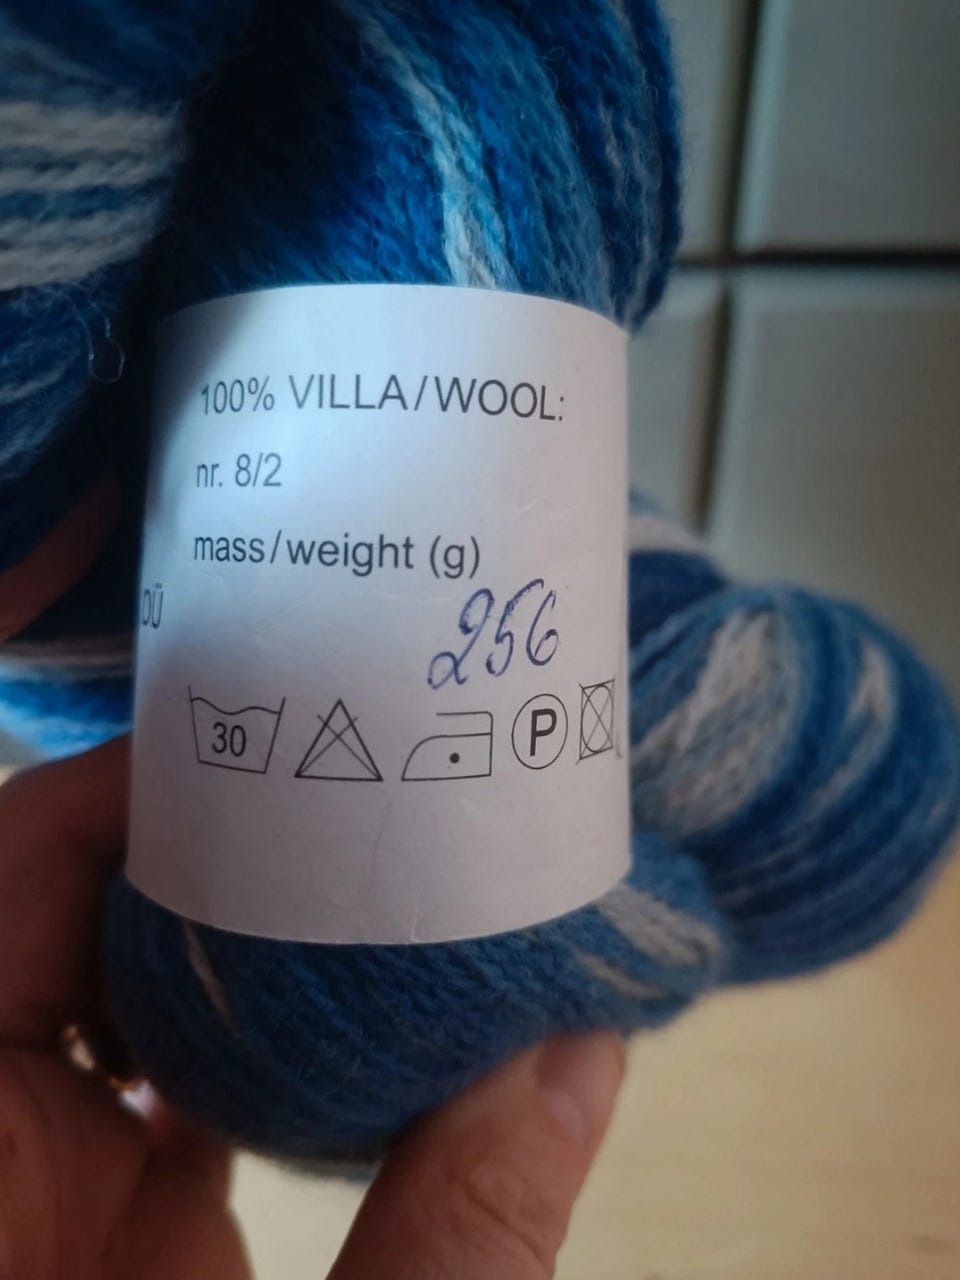 100% VILLA/WOOL:
nr. 8/2
mass/weight (g)
256
30
P